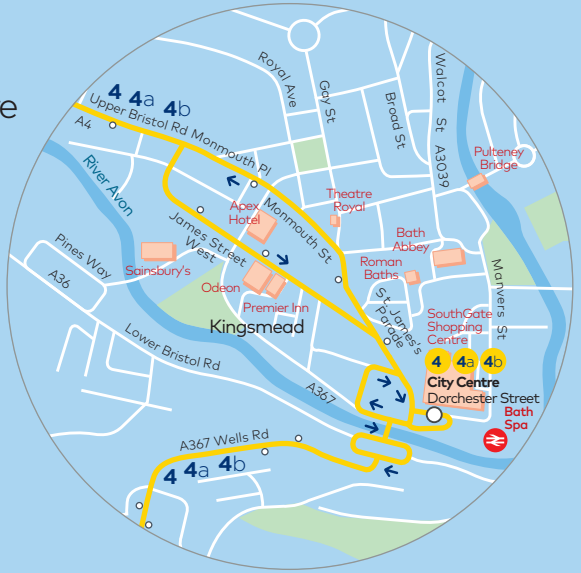 re
4 4a 4b
Upper Bristol Rd Monmouth Pl
A4
Royal Ave
Gay St
Broad St
Walcot St A3039
Pulteney
Bridge
River Avon
Apex
Hotel
Monmouth St
Theatre
Royal
James Street
West
Bath
Abbey
Roman
Baths
Pines Way
A36
Sainsbury's
Odeon
Premier Inn
Kingsmead
St. James's
Parade
Manvers St
SouthGate
Shopping
Centre
4 4a 4b
City Centre
Dorchester Street
Bath
Spa
Lower Bristol Rd
A367
A367 Wells Rd
4 4a 4b